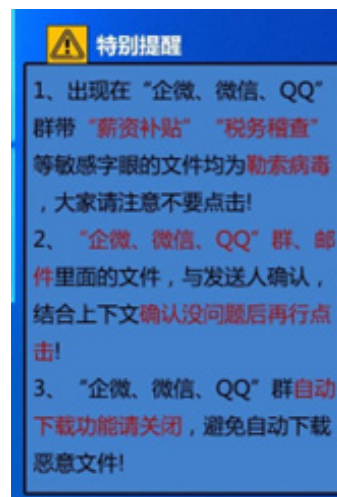 特别提醒
1、出现在“企微、微信、QQ”
群带“薪资补贴”“税务稽查”
等敏感字眼的文件均为勒索病毒
，大家请注意不要点击!
2、“企微、微信、QQ”群、邮
件里面的文件，与发送人确认，
结合上下文确认没问题后再行点
击!
3、“企微、微信、QQ”群自动
下载功能请关闭，避免自动下载
恶意文件!